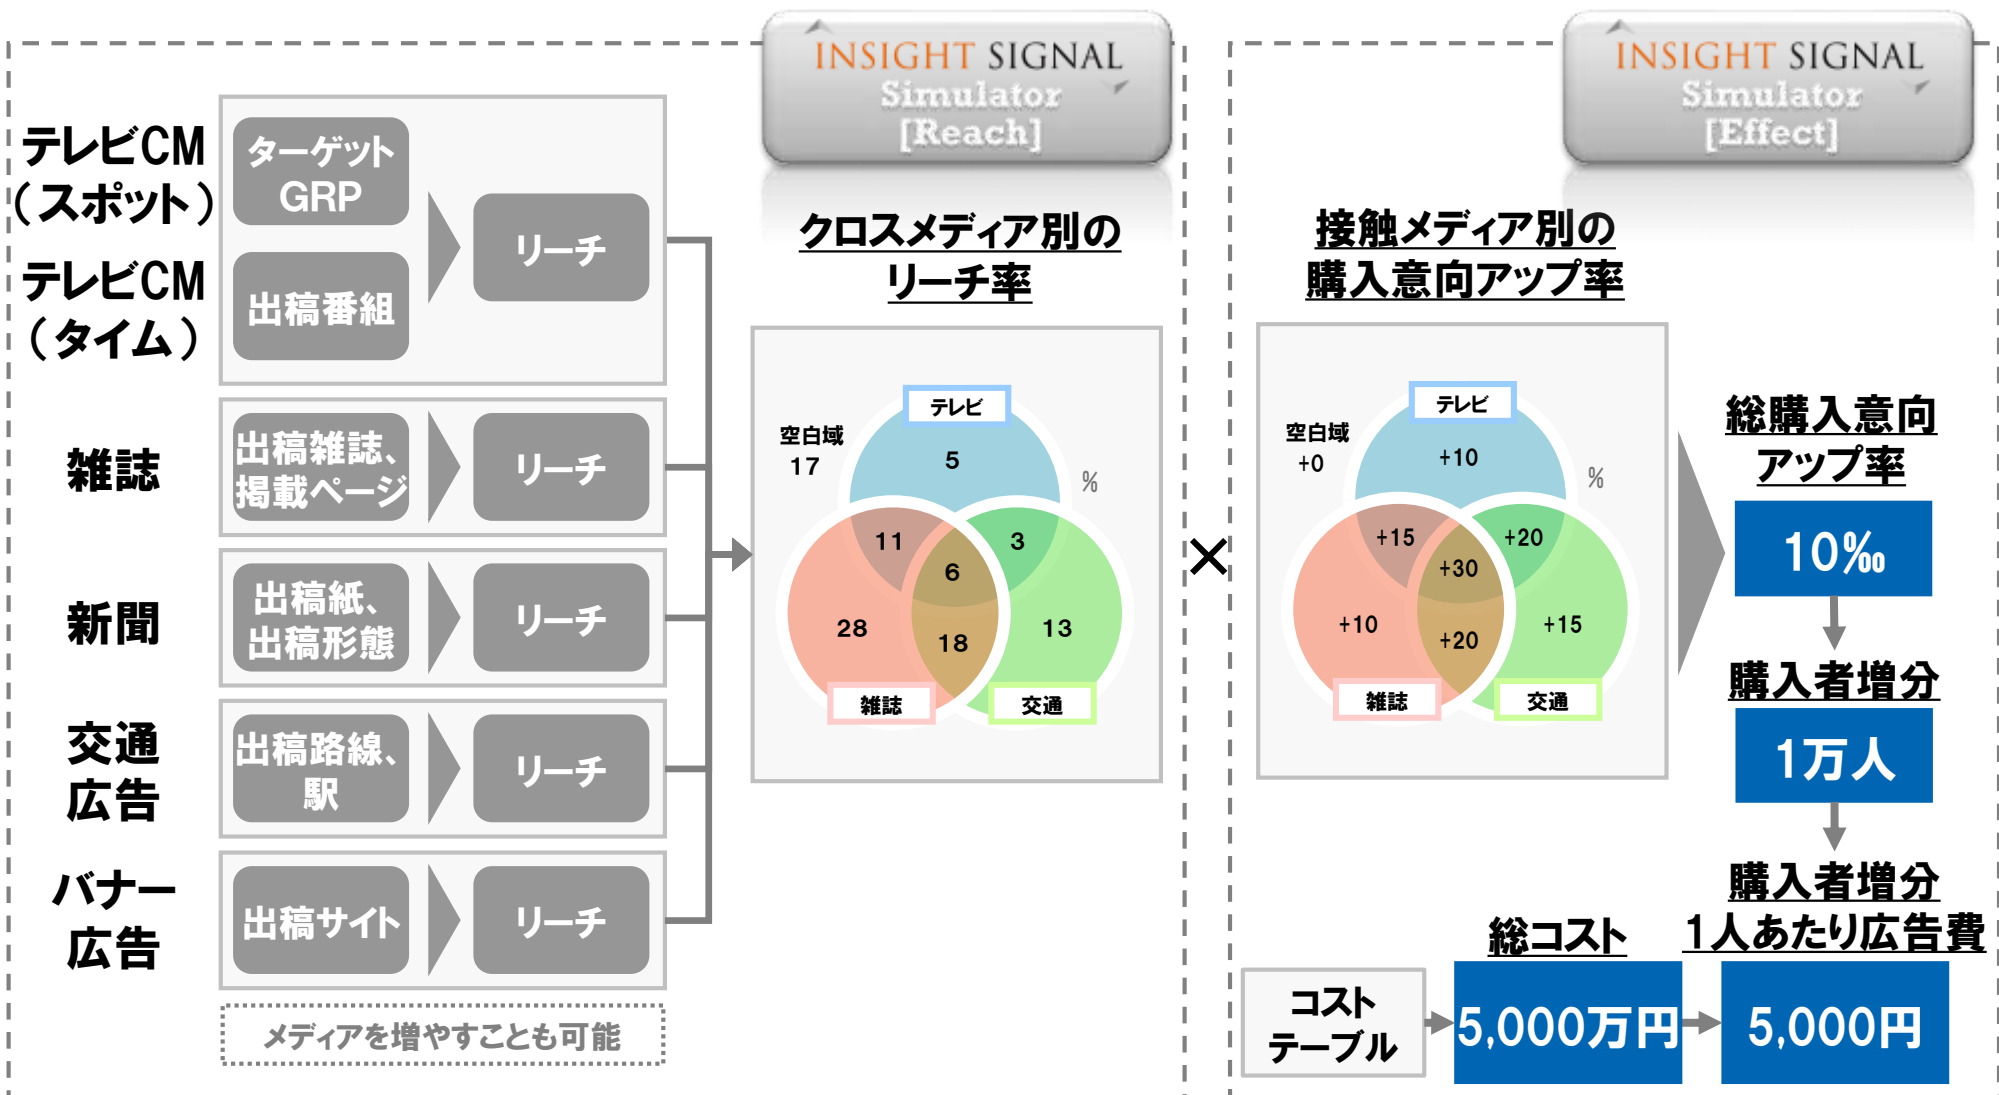 INSIGHT SIGNAL
Simulator
[Reach]
INSIGHT SIGNAL
Simulator
[Effect]
テレビCM
（スポット）
テレビCM
（タイム）
ターゲット
GRP
出稿番組
リーチ
雑誌
出稿雑誌、
掲載ページ
リーチ
新聞
出稿紙、
出稿形態
リーチ
交通
広告
出稿路線、
駅
リーチ
バナー
広告
出稿サイト
リーチ
メディアを増やすことも可能
クロスメディア別の
リーチ率
テレビ
空白域
17
5
%
11
3
6
28
18
13
雑誌
交通
×
接触メディア別の
購入意向アップ率
テレビ
空白域
+0
+10
%
+15
+20
+30
+10
+20
+15
雑誌
交通
総購入意向
アップ率
10‰
購入者増分
1万人
購入者増分
1人あたり広告費
総コスト
コスト
テーブル
5,000万円
5,000円